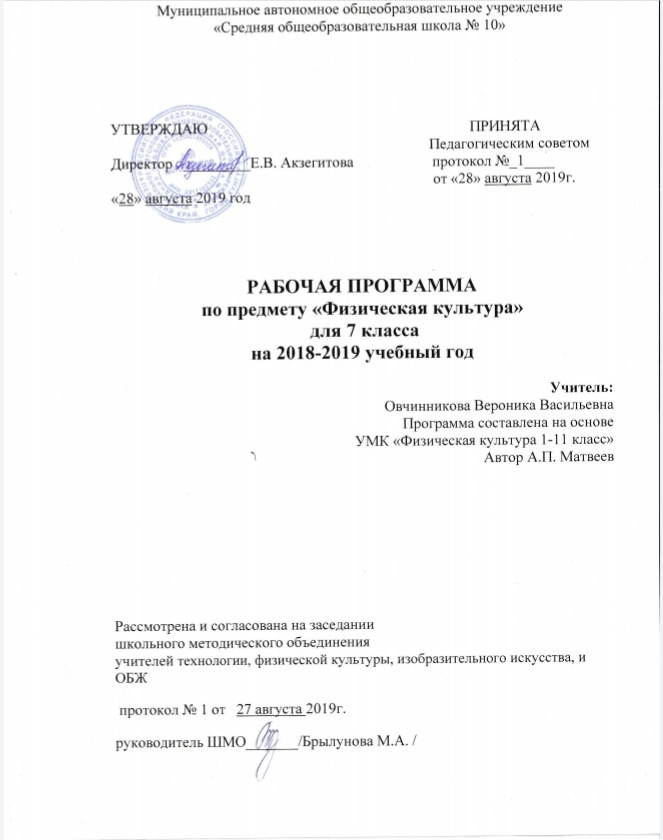 Муниципальное автономное общеобразовательное учреждение
«Средняя общеобразовательная школа № 10»
УТВЕРЖДАЮ
Директор__________Е.В. Акзегитова
«28» августа 2019 год
ПРИНЯТА
Педагогическим советом
протокол №_1____
от «28» августа 2019г.
РАБОЧАЯ ПРОГРАММА
по предмету «Физическая культура»
для 7 класса
на 2018-2019 учебный год
Учитель:
Овчинникова Вероника Васильевна
Программа составлена на основе
УМК «Физическая культура 1-11 класс»
Автор А.П. Матвеев
Рассмотрена и согласована на заседании
школьного методического объединения
учителей технологии, физической культуры, изобразительного искусства, и
ОБЖ
протокол № 1 от 27 августа 2019г.
руководитель ШМО_______/Брылунова М.А. /